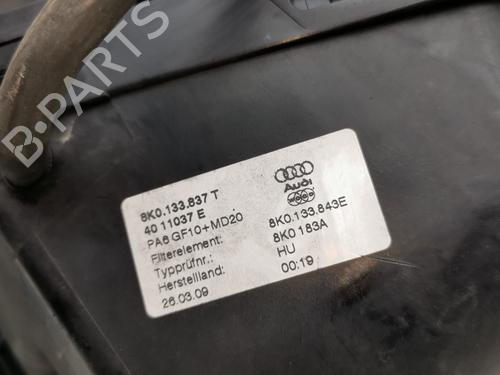 B-PARTS
Audi
8K0.133.837 T
40 11037 E
PA6 GF10+MD20
Filterelement: 8K0.133.843E
Typprüfnr.: 8K0 183A
Herstelland: HU
26.03.09 00:19